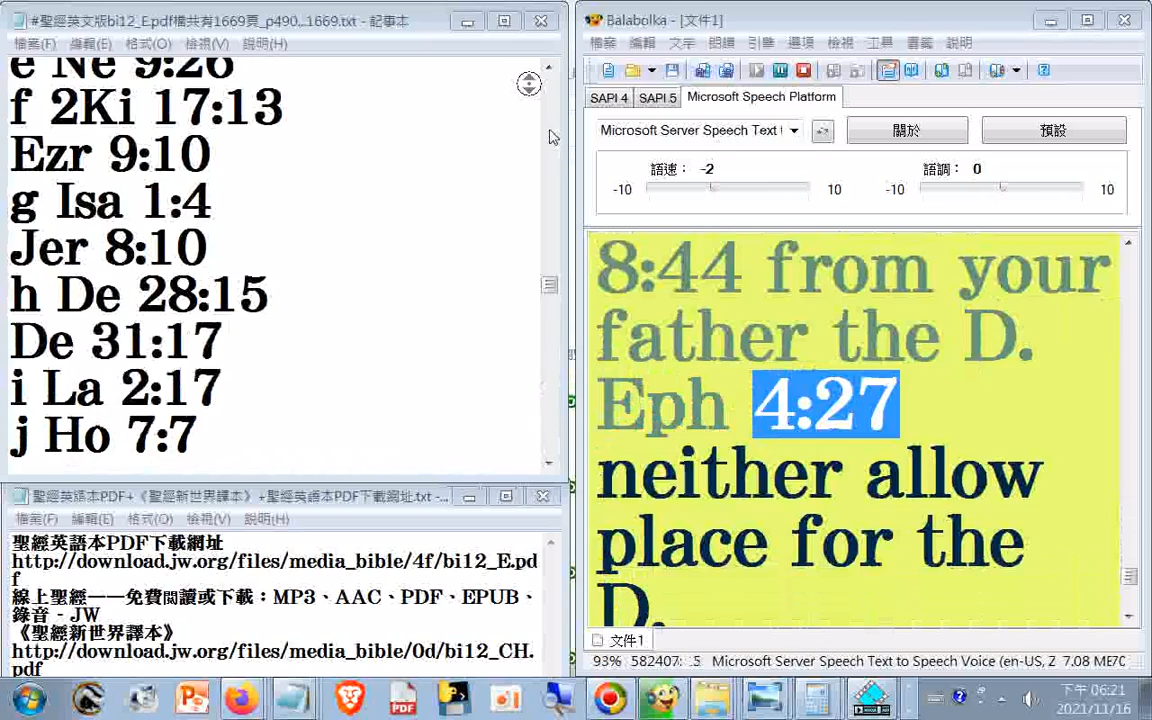 #聖經英文版bi12_E.pdf檔共有1669頁_p490,..1669.txt - 記事本
檔案(F) 編輯(E) 格式(O) 檢視(V) 說明(H)
e Ne 9:26
f 2Ki 17:13
Ezr 9:10
g Isa 1:4
Jer 8:10
h De 28:15
De 31:17
i La 2:17
j Ho 7:7
聖經英語本PDF+《聖經新世界譯本》+聖經英語本PDF下載網址.txt -...
檔案(F) 編輯(E) 格式(O) 檢視(V) 說明(H)
聖經英語本PDF下載網址
http://download.jw.org/files/media_bible/4f/bi12_E.pd
f
線上聖經——免費閱讀或下載：MP3、AAC、PDF、EPUB、
錄音 - JW
《聖經新世界譯本》
http://download.jw.org/files/media_bible/0d/bi12_CH.
pdf
Balabolka - [文件1]
檔案 編輯 文字 朗讀 引擎 選項 檢視 工具 書籤 說明
SAPI 4 SAPI 5 Microsoft Speech Platform
Microsoft Server Speech Text 關於 預設
語速： -2 語調： 0
-10 10 -10 10
8:44 from your
father the D.
Eph 4:27
neither allow
place for the
D.
文件1
93% 582407: .5 Microsoft Server Speech Text to Speech Voice (en-US, Z 7.08 МБ
PDF
下午 06:21
2021/11/16